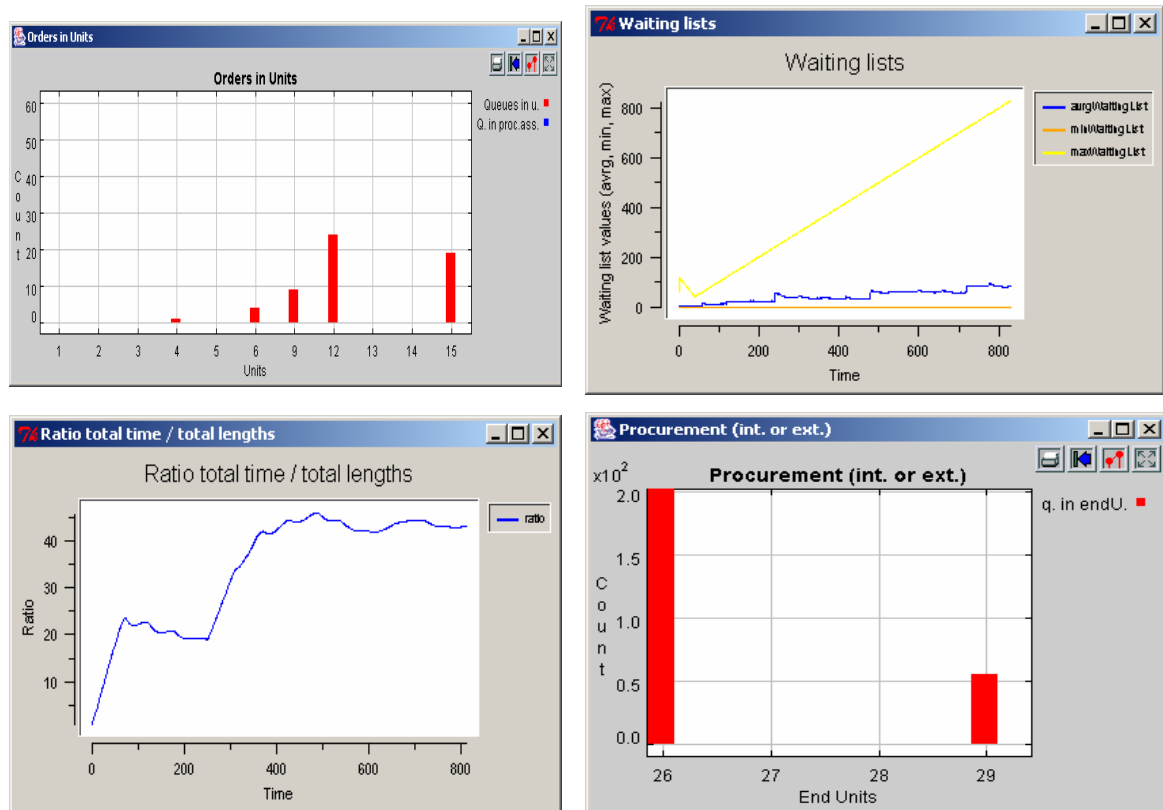 Orders in Units
Orders in Units
Queues in u.
Q. in proc.ass.
60
50
40
30
20
10
0
Count
1 2 3 4 5 6 9 12 13 14 15
Units
7% Waiting lists
Waiting lists
800
600
400
200
0
Waiting list values (avrg, min, max)
0 200 400 600 800
Time
avrgWaitingList
minWaitingList
maxWaitingList
7% Ratio total time / total lengths
Ratio total time / total lengths
ratio
40
30
20
10
Ratio
0 200 400 600 800
Time
Procurement (int. or ext.)
x10²
Procurement (int. or ext.)
q. in endU.
2.0
1.5
1.0
0.5
0.0
Count
26 27 28 29
End Units